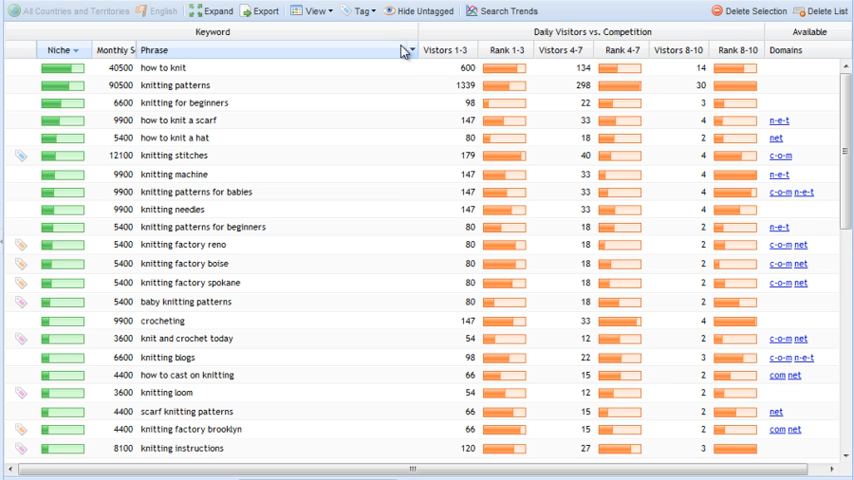 All Countries and Territories English Expand Export View Tag Hide Untagged Search Trends Delete Selection Delete List
Keyword Daily Visitors vs. Competition Available
Niche Monthly S Phrase Vistors 1-3 Rank 1-3 Vistors 4-7 Rank 4-7 Vistors 8-10 Rank 8-10 Domains
40500 how to knit 600 134 14
90500 knitting patterns 1339 298 30
6600 knitting for beginners 98 22 3
9900 how to knit a scarf 147 33 4 n-e-t
5400 how to knit a hat 80 18 2 net
12100 knitting stitches 179 40 4 c-o-m
9900 knitting machine 147 33 4 n-e-t
9900 knitting patterns for babies 147 33 4 c-o-m n-e-t
9900 knitting needles 147 33 4
5400 knitting patterns for beginners 80 18 2 n-e-t
5400 knitting factory reno 80 18 2 c-o-m net
5400 knitting factory boise 80 18 2 c-o-m net
5400 knitting factory spokane 80 18 2 c-o-m net
5400 baby knitting patterns 80 18 2
9900 crocheting 147 33 4
3600 knit and crochet today 54 12 2 c-o-m net
6600 knitting blogs 98 22 3 c-o-m n-e-t
4400 how to cast on knitting 66 15 2 com net
3600 knitting loom 54 12 2
4400 scarf knitting patterns 66 15 2 net
4400 knitting factory brooklyn 66 15 2 com net
8100 knitting instructions 120 27 3